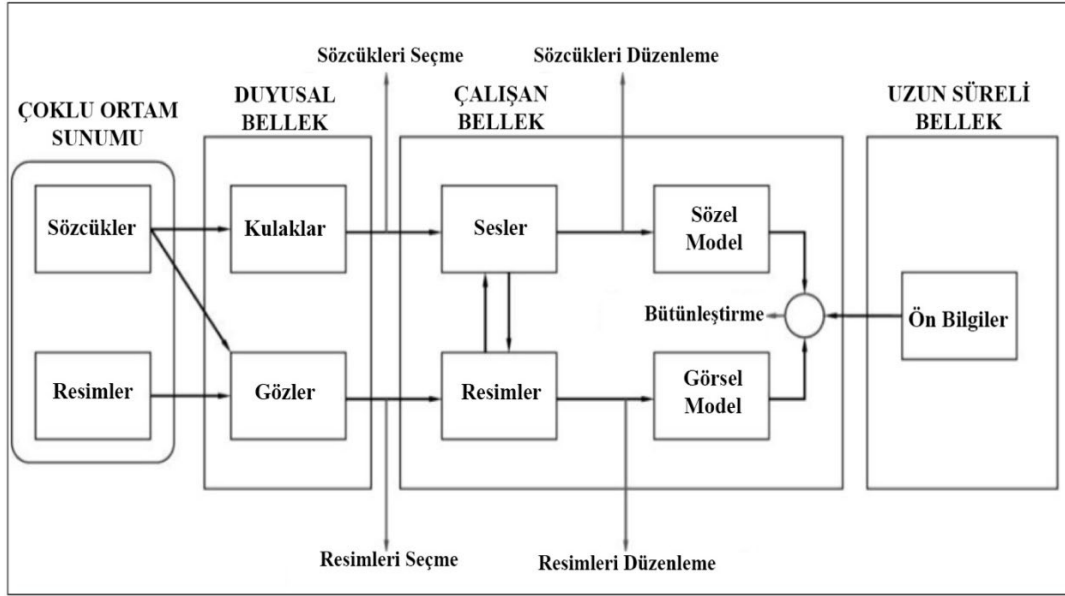 Sözcükleri Seçme
Sözcükleri Düzenleme
ÇOKLU ORTAM
SUNUMU
DUYUSAL
BELLEK
ÇALIŞAN
BELLEK
UZUN SÜRELİ
BELLEK
Sözcükler
Kulaklar
Sesler
Sözel
Model
Bütünleştirme
Ön Bilgiler
Resimler
Gözler
Resimler
Görsel
Model
Resimleri Seçme
Resimleri Düzenleme